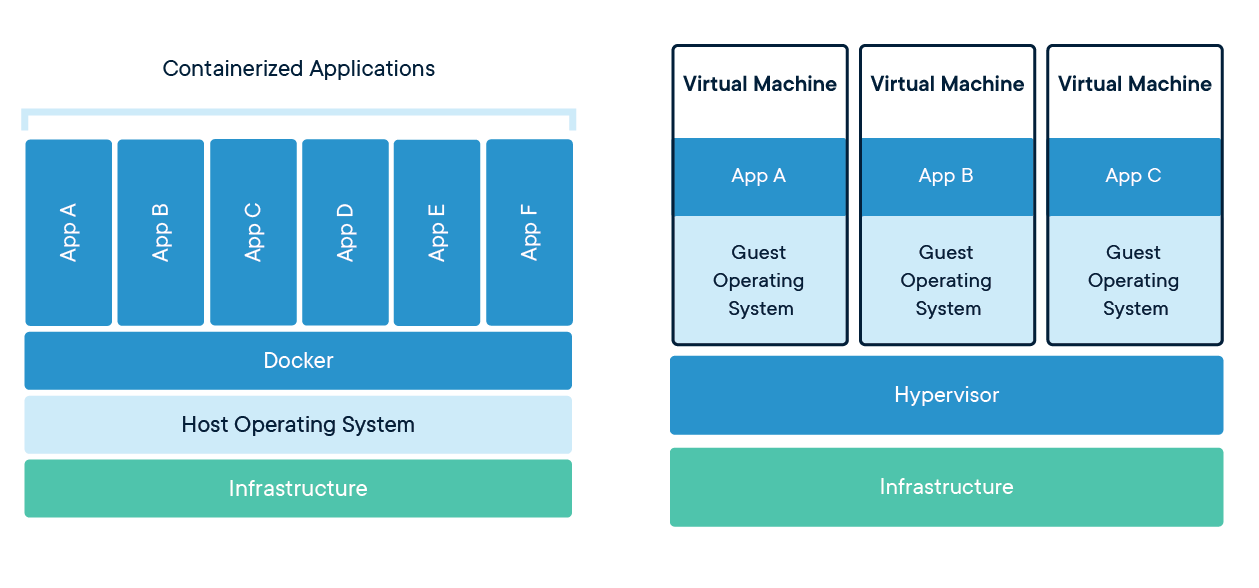 Containerized Applications
App A
App B
App C
App D
App E
App F
Docker
Host Operating System
Infrastructure
Virtual Machine
App A
Guest
Operating
System
Virtual Machine
App B
Guest
Operating
System
Virtual Machine
App C
Guest
Operating
System
Hypervisor
Infrastructure